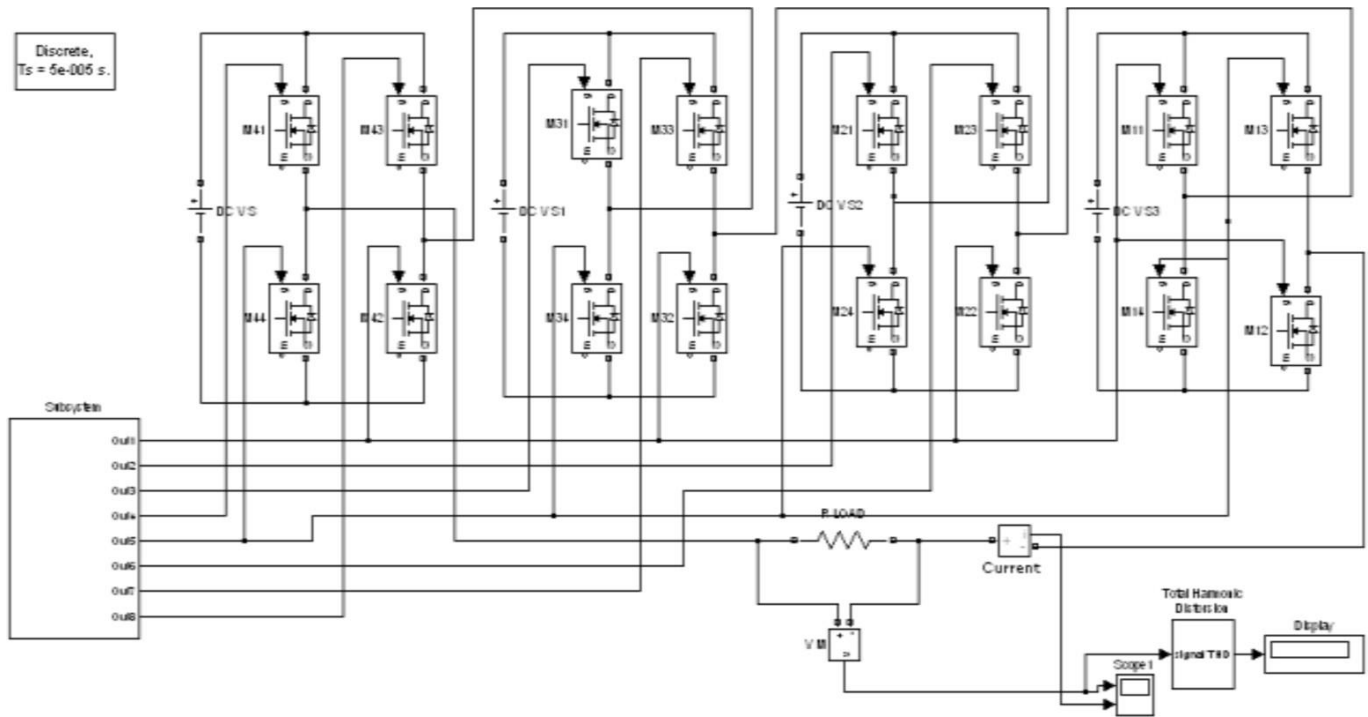 Discrete,
Ts = 5e-005 s.
M41
M43
M31
M33
M21
M23
M11
M13
DC VS
DC VS1
DC VS2
DC VS3
M44
M42
M34
M32
M24
M22
M14
M12
Subsystem
Out1
Out2
Out3
Out4
Out5
Out6
Out7
Out8
R LOAD
Current
VM
Total Harmonic
Distorsion
signal THD
Display
Scope1